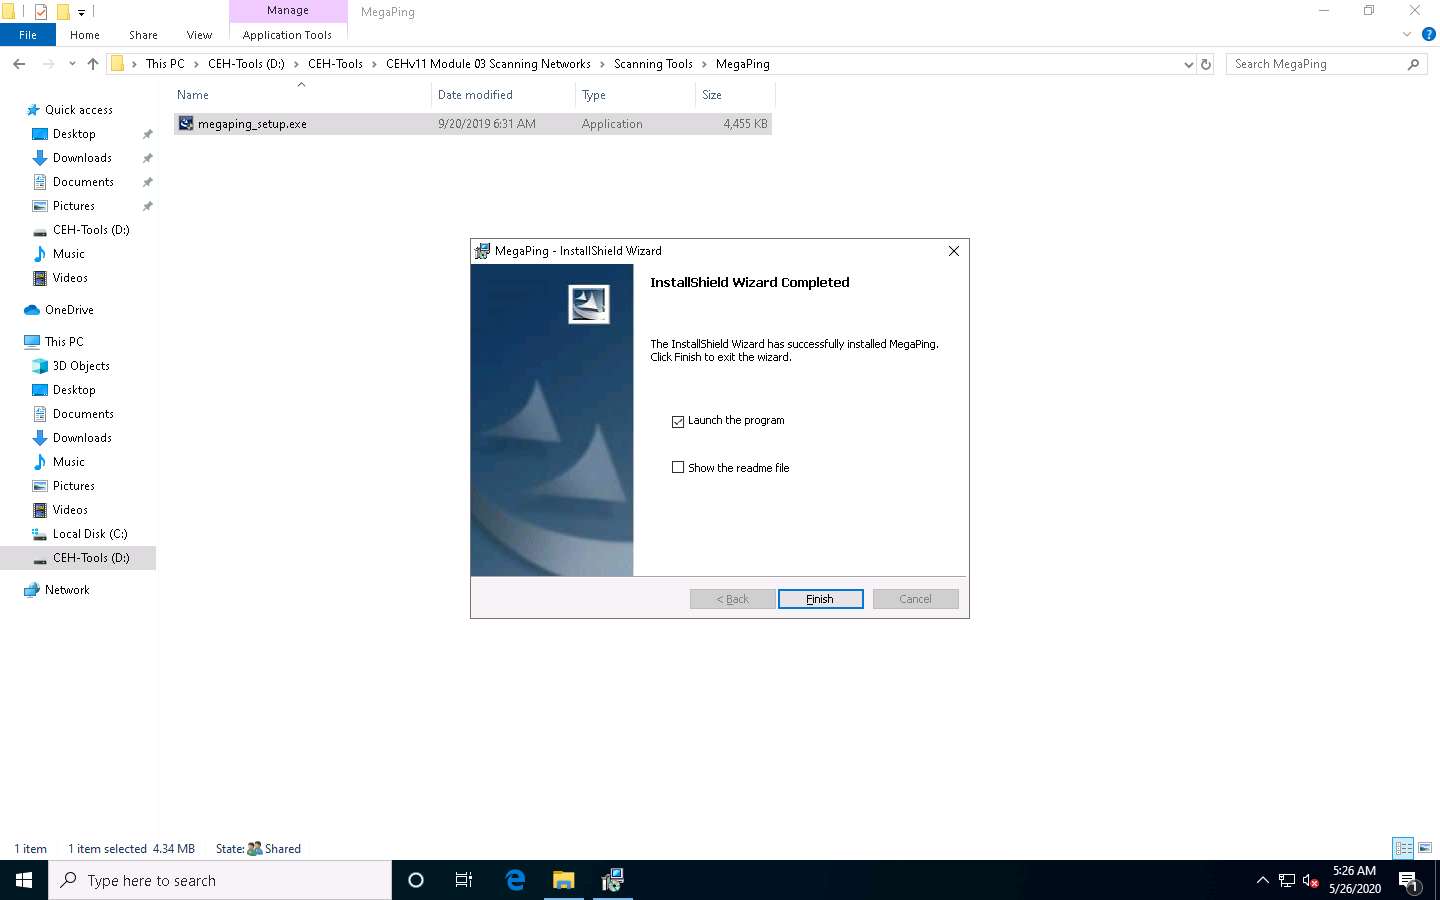 Manage
MegaPing
File
Home
Share
View
Application Tools
This PC
CEH-Tools (D:)
CEH-Tools
CEHv11 Module 03 Scanning Networks
Scanning Tools
MegaPing
Search MegaPing
Name
Date modified
Type
Size
megaping_setup.exe
9/20/2019 6:31 AM
Application
4,455 KB
Quick access
Desktop
Downloads
Documents
Pictures
CEH-Tools (D:)
Music
Videos
OneDrive
This PC
3D Objects
Desktop
Documents
Downloads
Music
Pictures
Videos
Local Disk (C:)
CEH-Tools (D:)
Network
MegaPing - InstallShield Wizard
InstallShield Wizard Completed
The InstallShield Wizard has successfully installed MegaPing.
Click Finish to exit the wizard.
Launch the program
Show the readme file
< Back
Finish
Cancel
1 item
1 item selected 4.34 MB
State: Shared
Type here to search
5:26 AM
5/26/2020
1